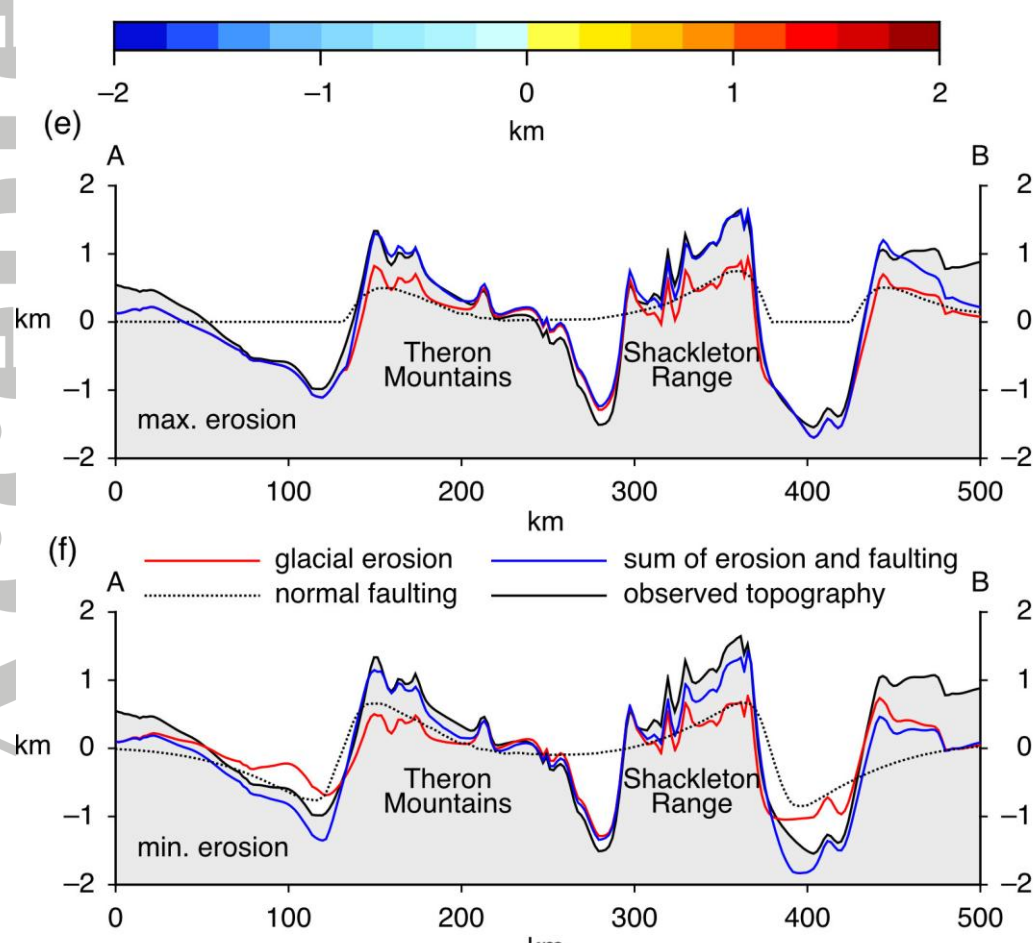 −2 −1 0 1 2
km
(e)
A B
2 2
1 1
km 0 0
Theron Shackleton
Mountains Range
−1 −1
max. erosion
−2 −2
0 100 200 300 400 500
km
(f)
glacial erosion sum of erosion and faulting
A B
normal faulting observed topography
2 2
1 1
km 0 0
Theron Shackleton
Mountains Range
−1 −1
min. erosion
−2 −2
0 100 200 300 400 500